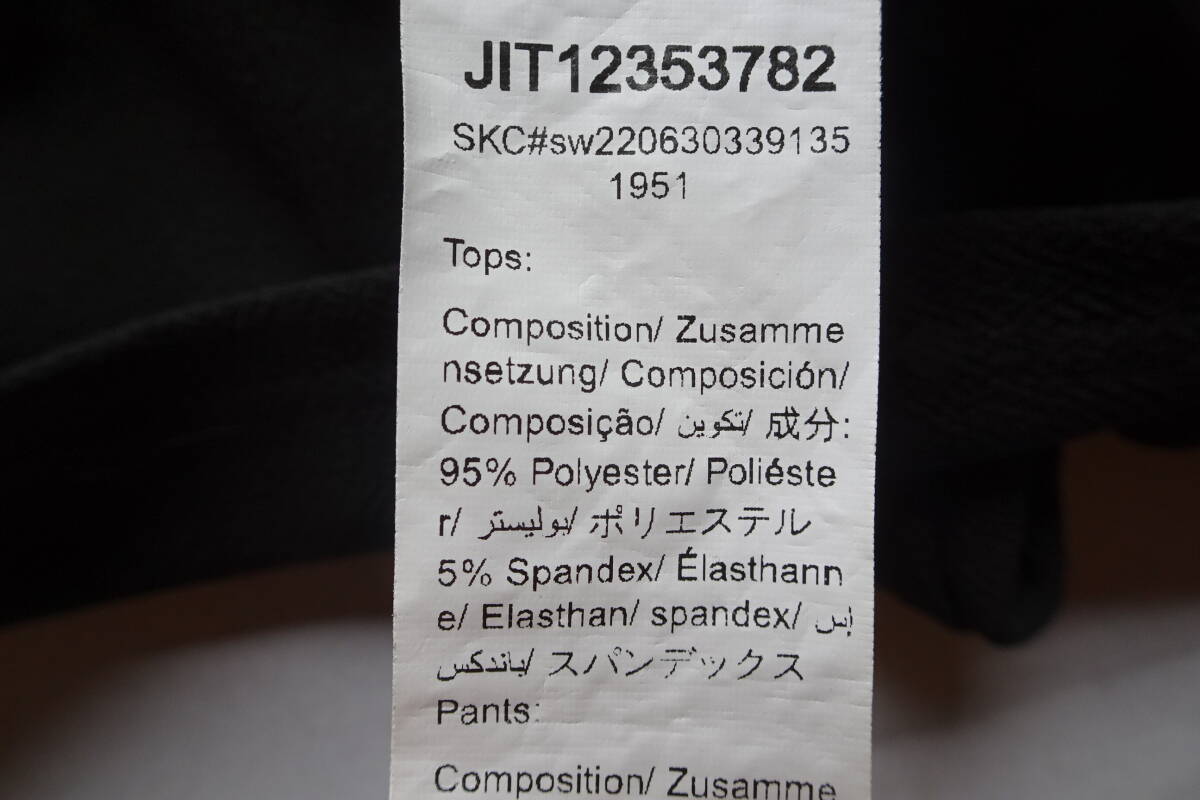 JIT12353782
SKC#sw220630339135
1951
Tops:
Composition/ Zusamme
nsetzung/ Composición/
Composição/ تكوين/ 成分:
95% Polyester/ Poliéste
r/ بوليستر/ ポリエステル
5% Spandex/ Élasthann
e/ Elasthan/ spandex/ إس
باندكس/ スパンデックス
Pants:
Composition/ Zusamme